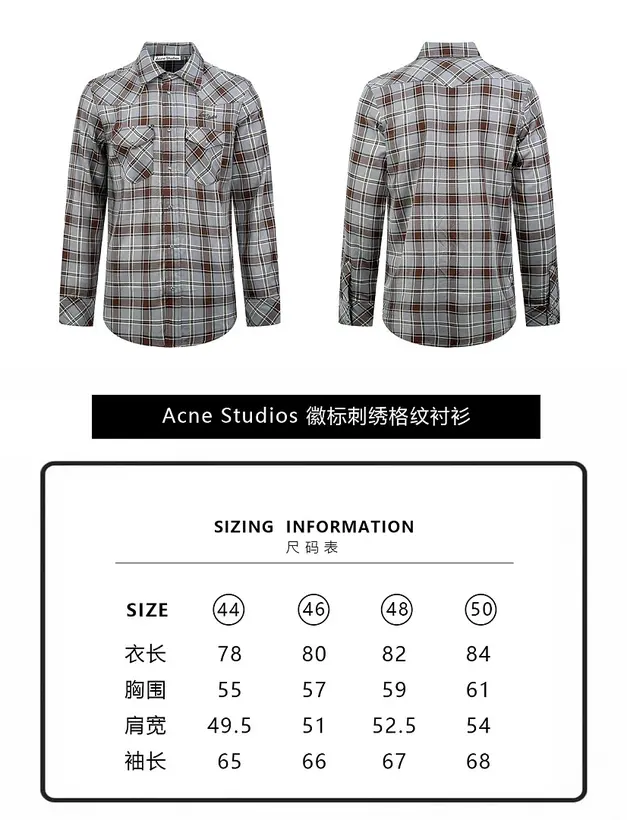 Acne Studios
Acne Studios 徽标刺绣格纹衬衫
SIZING INFORMATION
尺码表
SIZE 44 46 48 50
衣长 78 80 82 84
胸围 55 57 59 61
肩宽 49.5 51 52.5 54
袖长 65 66 67 68